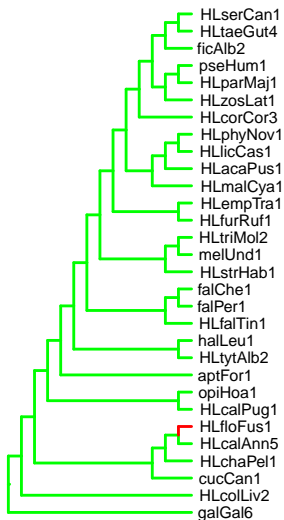 HLserCan1
HLtaeGut4
ficAlb2
pseHum1
HLparMaj1
HLzosLat1
HLcorCor3
HLphyNov1
HLlicCas1
HLacaPus1
HLmalCya1
HLempTra1
HLfurRuf1
HLtriMol2
melUnd1
HLstrHab1
falChe1
falPer1
HLfalTin1
halLeu1
HLtytAlb2
aptFor1
opiHoa1
HLcalPug1
HLfloFus1
HLcalAnn5
HLchaPel1
cucCan1
HLcolLiv2
galGal6